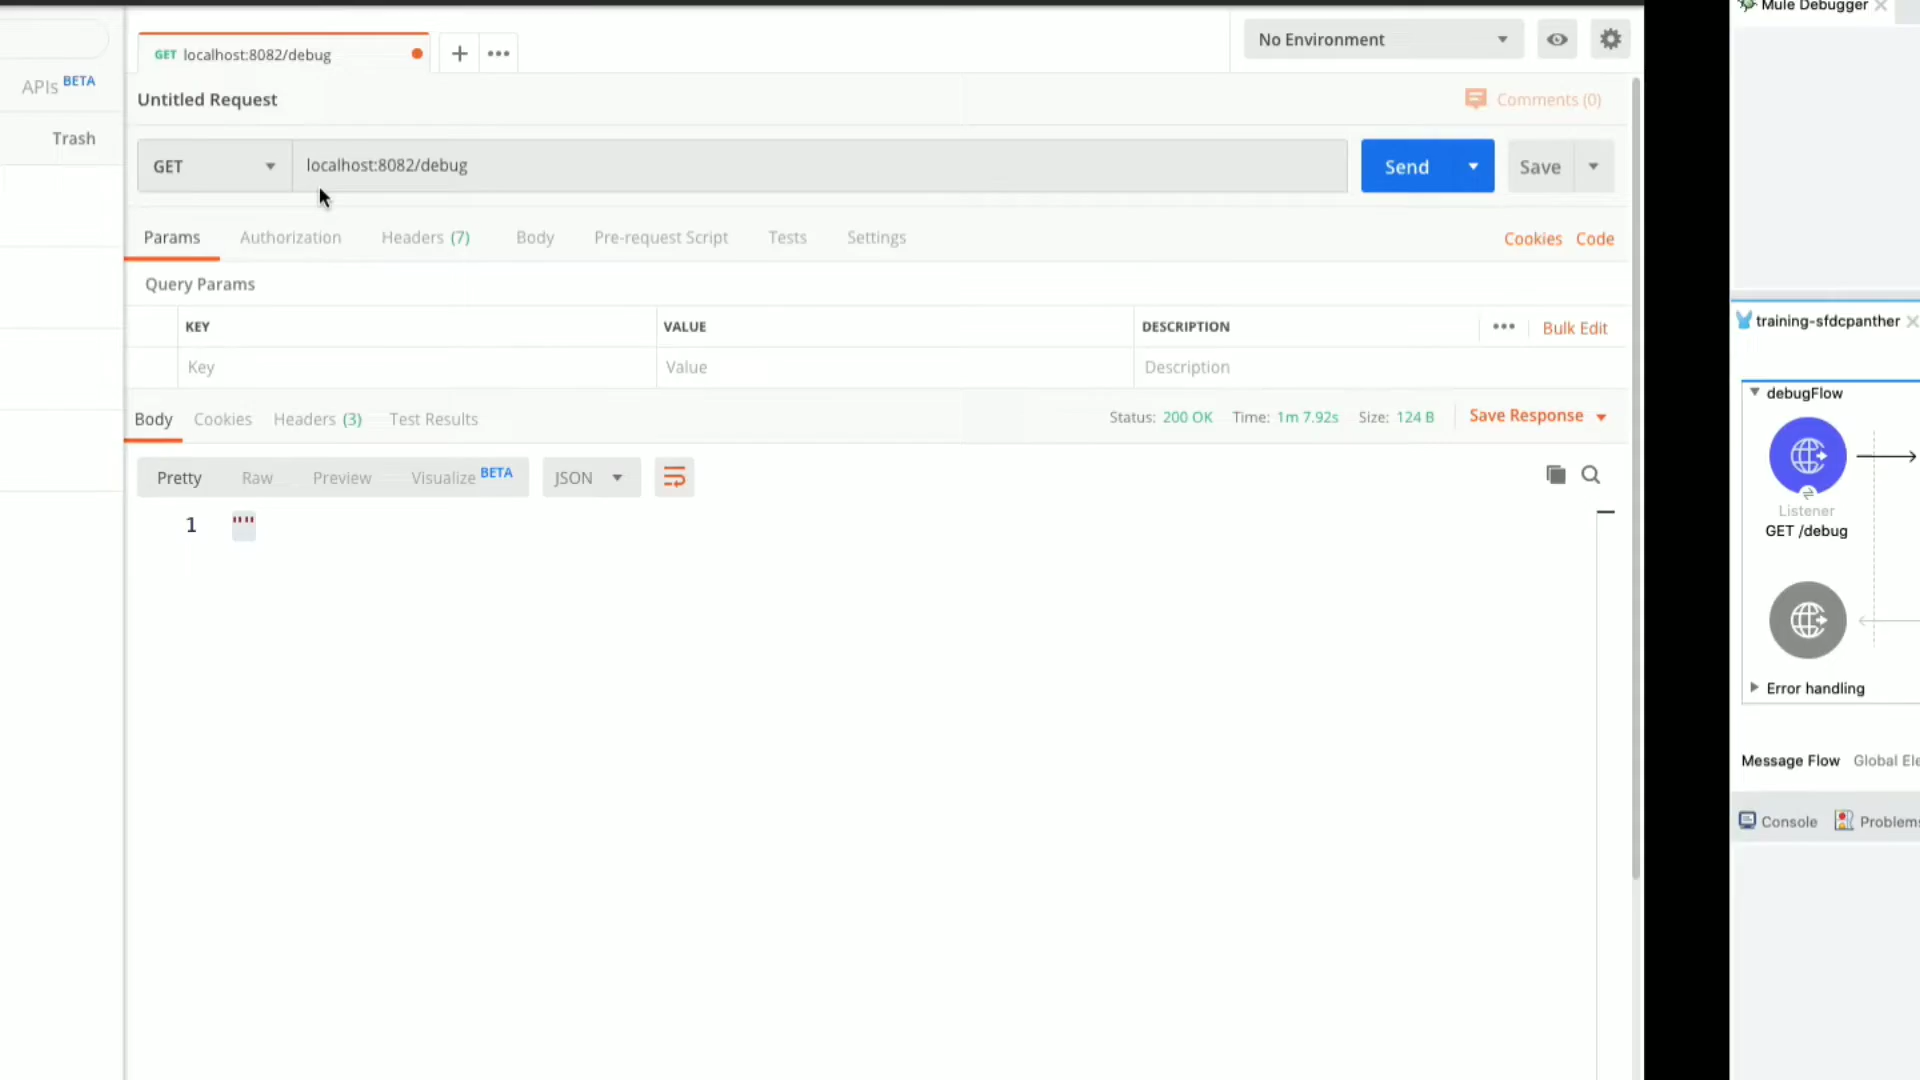 APIs BETA
Trash
GET localhost:8082/debug
No Environment
Untitled Request
Comments (0)
GET
localhost:8082/debug
Send
Save
Params
Authorization
Headers (7)
Body
Pre-request Script
Tests
Settings
Cookies
Code
Query Params
KEY
VALUE
DESCRIPTION
Bulk Edit
Key
Value
Description
Body
Cookies
Headers (3)
Test Results
Status: 200 OK
Time: 1m 7.92s
Size: 124 B
Save Response
Pretty
Raw
Preview
Visualize BETA
JSON
1 ""
Mule Debugger
training-sfdcpanther
debugFlow
Listener
GET /debug
Error handling
Message Flow
Global Ele
Console
Problems